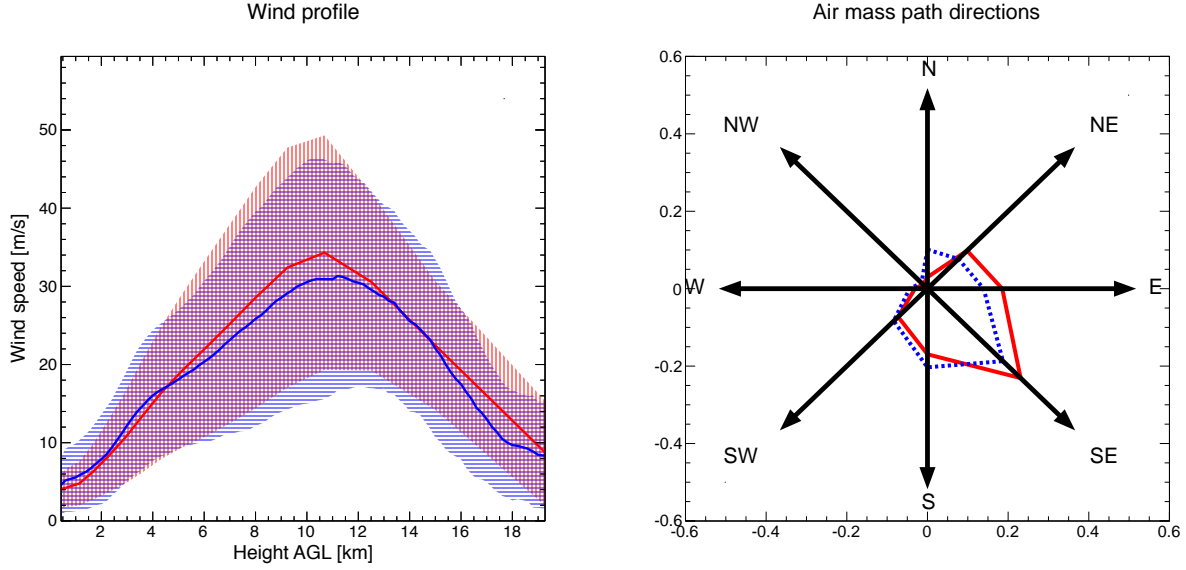 Wind profile
Wind speed [m/s]
50
40
30
20
10
0
2 4 6 8 10 12 14 16 18
Height AGL [km]
Air mass path directions
0.6
0.4
0.2
0
-0.2
-0.4
-0.6
-0.6 -0.4 -0.2 0 0.2 0.4 0.6
N
NW NE
W E
SW SE
S